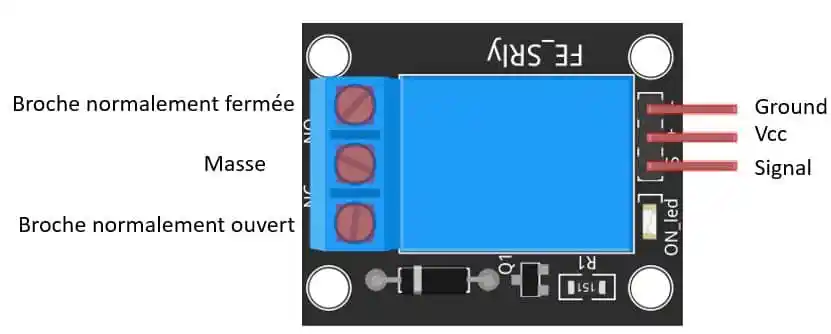 FE_SRly
Broche normalement fermée
Ground
NO
Vcc
Masse
Signal
S
NC
Broche normalement ouvert
ON_led
Q1
R1
151